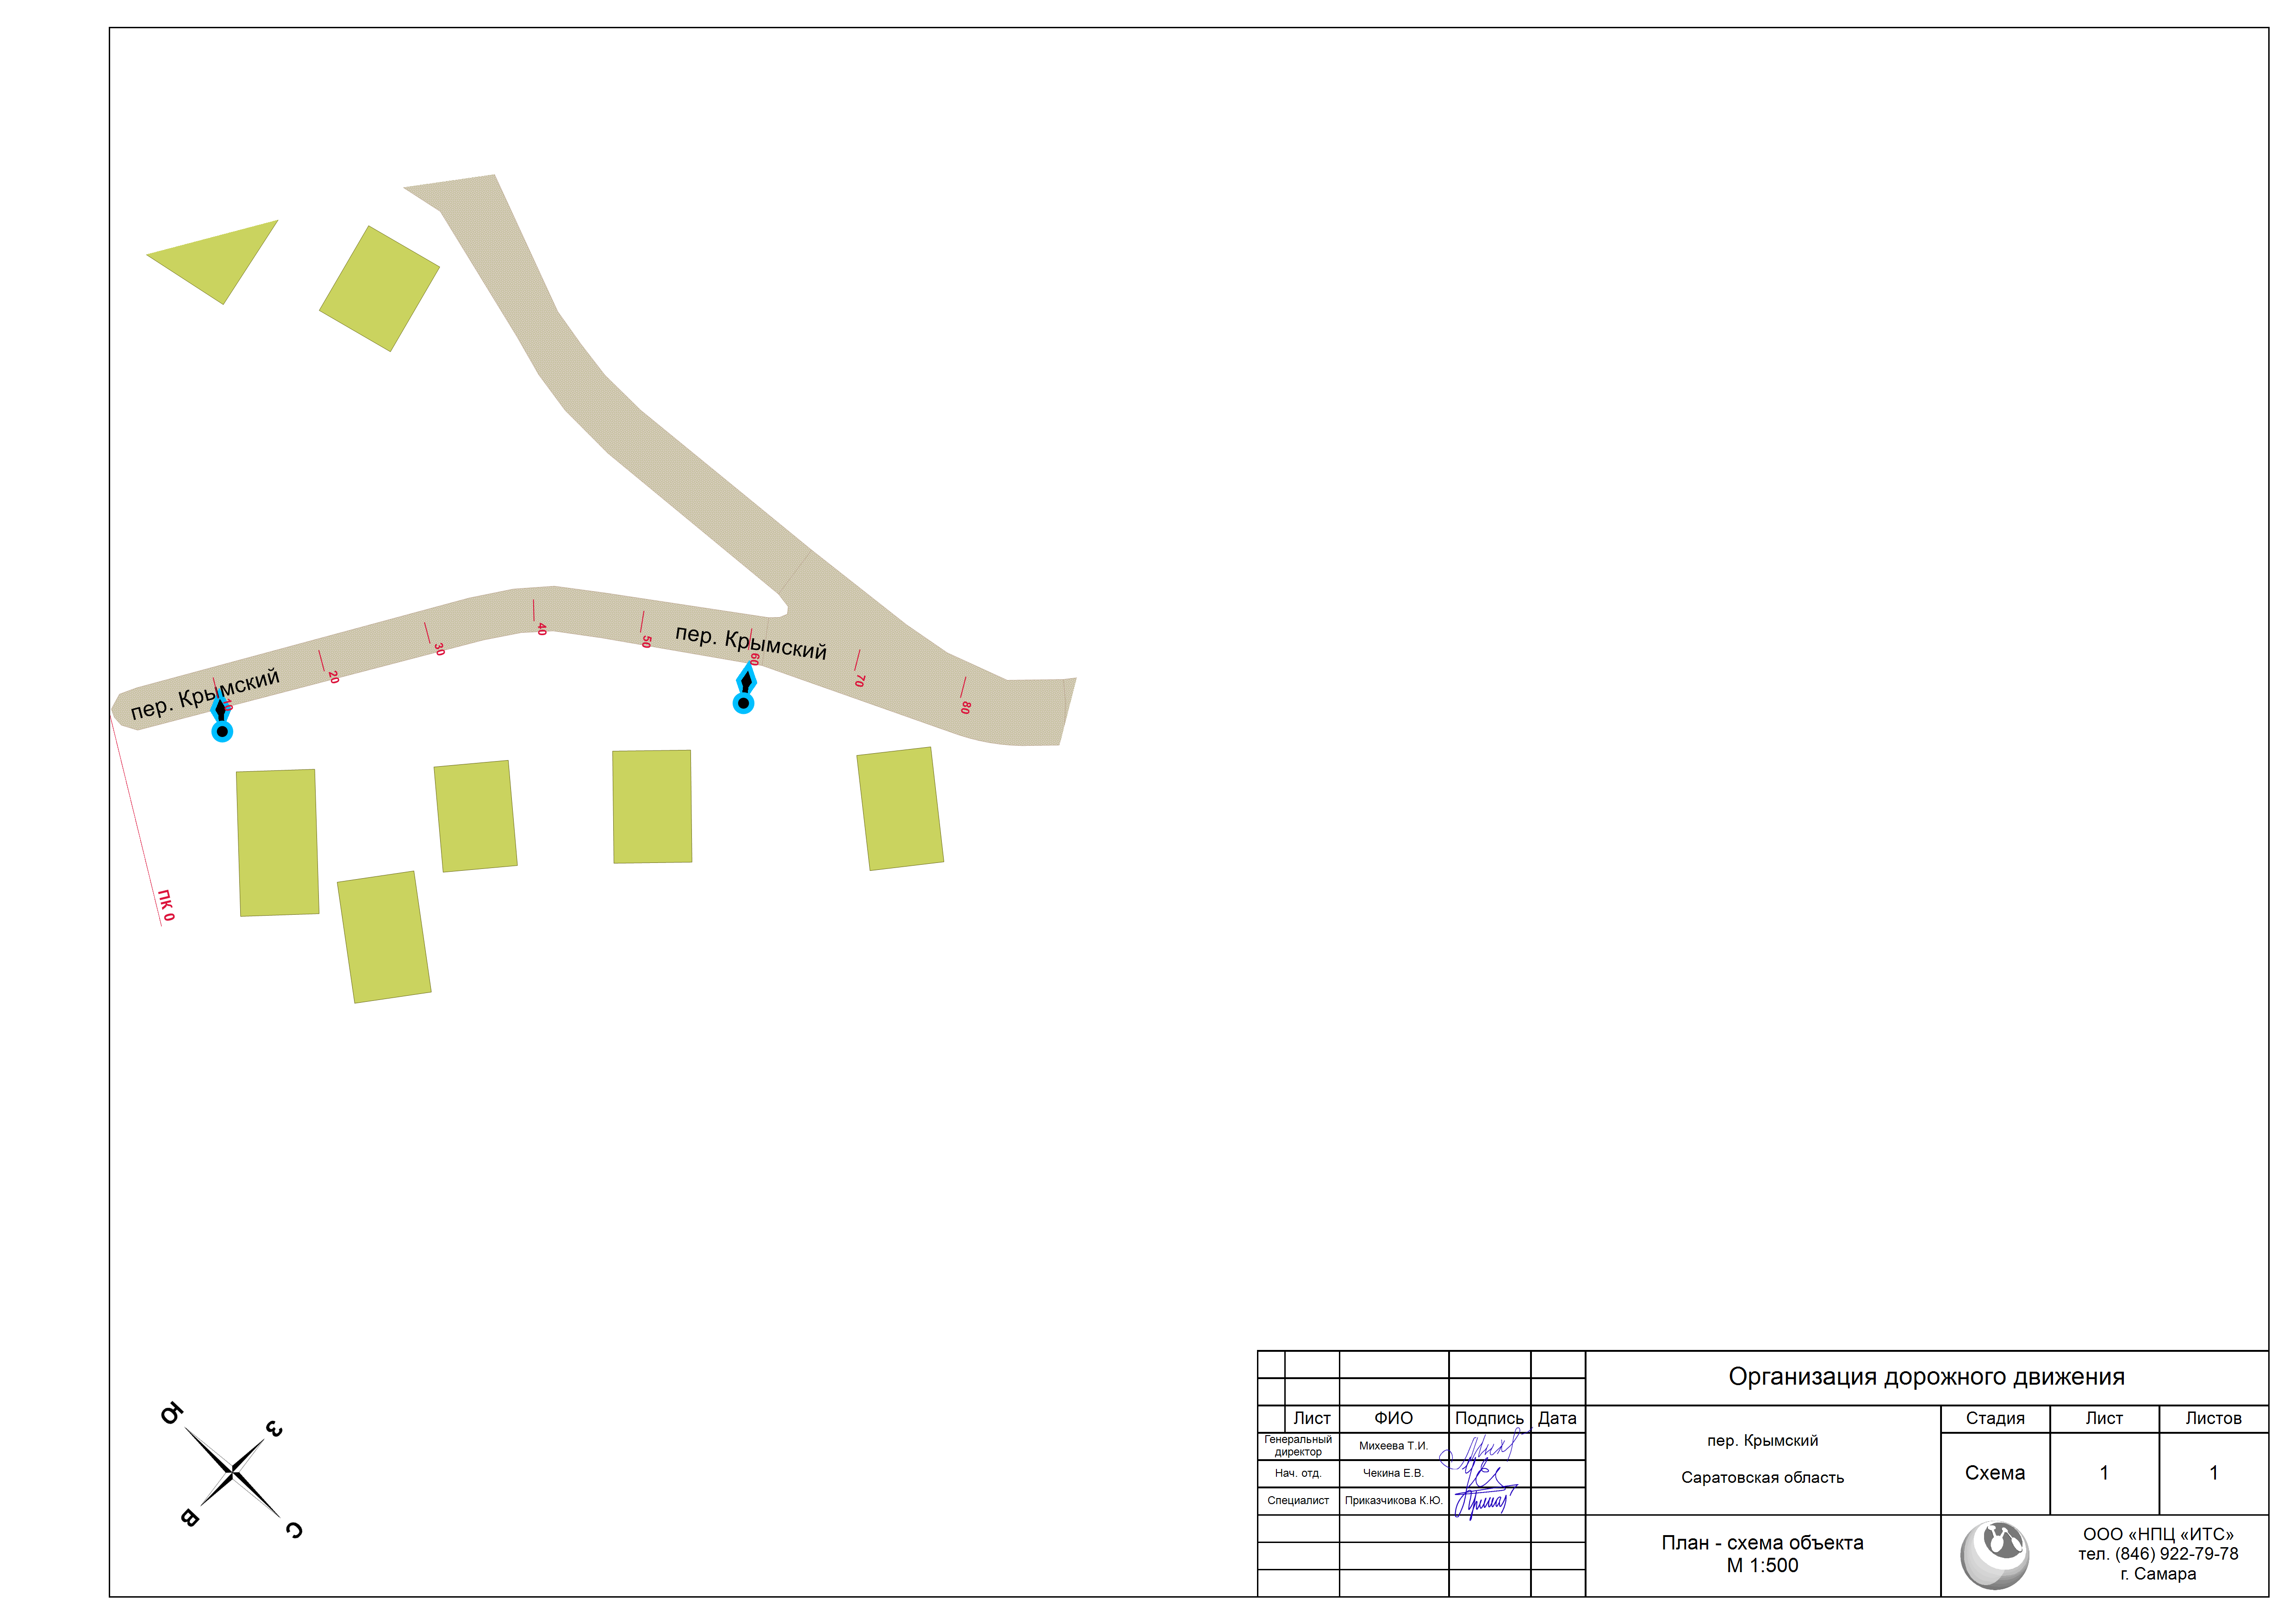 пер. Крымский
пер. Крымский
10
20
30
40
50
60
70
80
ПК 0
Ю
З
В
С
Организация дорожного движения
Лист
ФИО
Подпись
Дата
Генеральный
директор
Михеева Т.И.
Нач. отд.
Чекина Е.В.
Специалист
Приказчикова К.Ю.
пер. Крымский
Саратовская область
Стадия
Лист
Листов
Схема
1
1
План - схема объекта
М 1:500
ООО «НПЦ «ИТС»
тел. (846) 922-79-78
г. Самара